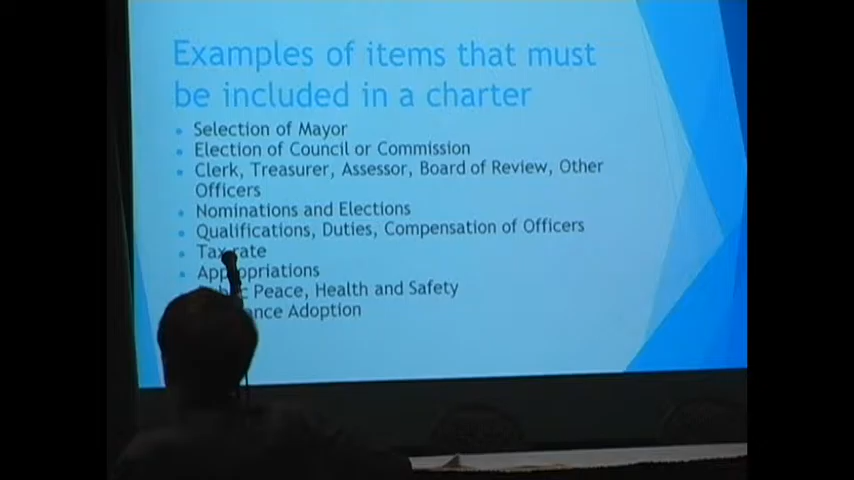 Examples of items that must
be included in a charter
Selection of Mayor
Election of Council or Commission
Clerk, Treasurer, Assessor, Board of Review, Other
Officers
Nominations and Elections
Qualifications, Duties, Compensation of Officers
Tax rate
Appropriations
Peace, Health and Safety
Adoption